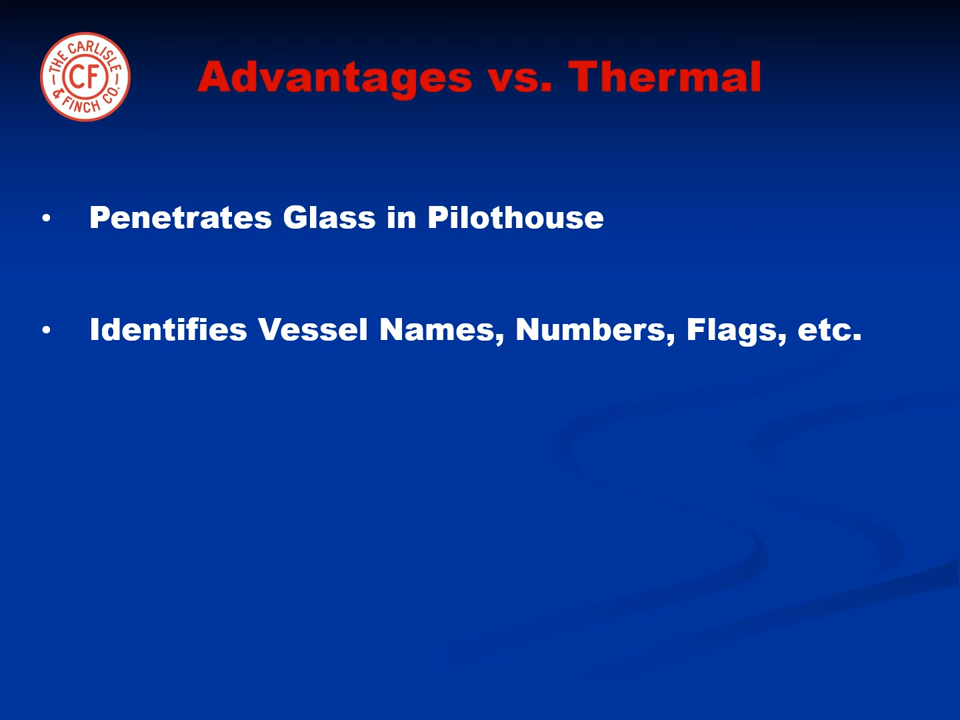 THE CARLISLE
CF
& FINCH CO.
Advantages vs. Thermal
• Penetrates Glass in Pilothouse
• Identifies Vessel Names, Numbers, Flags, etc.